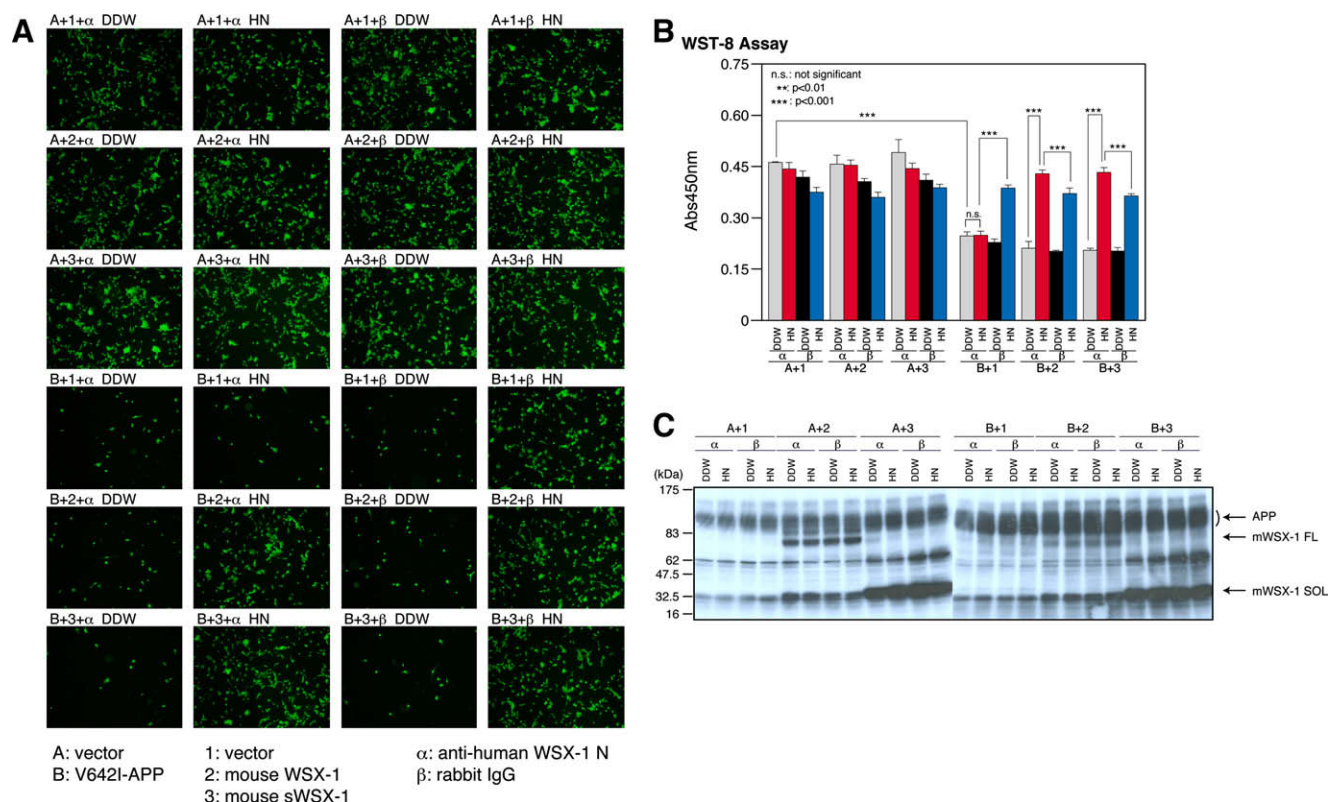 A
A+1+α DDW A+1+α HN A+1+β DDW A+1+β HN
A+2+α DDW A+2+α HN A+2+β DDW A+2+β HN
A+3+α DDW A+3+α HN A+3+β DDW A+3+β HN
B+1+α DDW B+1+α HN B+1+β DDW B+1+β HN
B+2+α DDW B+2+α HN B+2+β DDW B+2+β HN
B+3+α DDW B+3+α HN B+3+β DDW B+3+β HN
A: vector 1: vector α: anti-human WSX-1 N
B: V642I-APP 2: mouse WSX-1 β: rabbit IgG
3: mouse sWSX-1
B
WST-8 Assay
n.s.: not significant
**: p<0.01
***: p<0.001
Abs450nm
0.75
0.60
0.45
0.30
0.15
0
***
n.s.
***
*** ***
*** ***
DDW HN DDW HN DDW HN DDW HN DDW HN DDW HN DDW HN DDW HN DDW HN DDW HN DDW HN DDW HN
α β α β α β α β α β α β
A+1 A+2 A+3 B+1 B+2 B+3
C
A+1 A+2 A+3 B+1 B+2 B+3
α β α β α β α β α β α β
DDW HN DDW HN DDW HN DDW HN DDW HN DDW HN DDW HN DDW HN DDW HN DDW HN DDW HN DDW HN
(kDa)
175
83
62
47.5
32.5
16
APP
mWSX-1 FL
mWSX-1 SOL